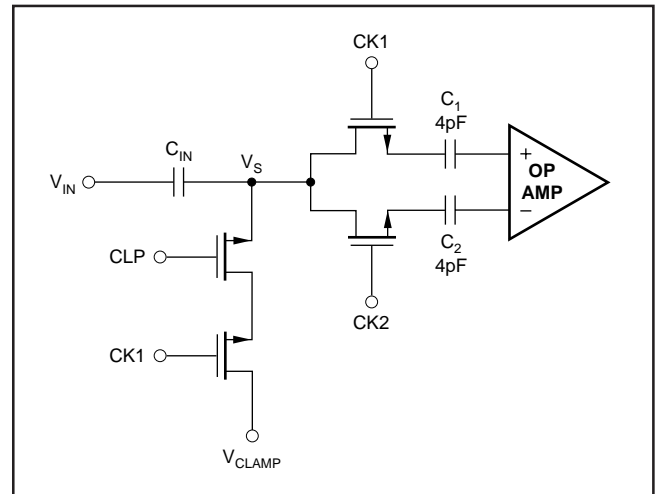 CK1
C1
4pF
CIN
VS
VIN
+
OP
AMP
−
C2
4pF
CLP
CK2
CK1
VCLAMP